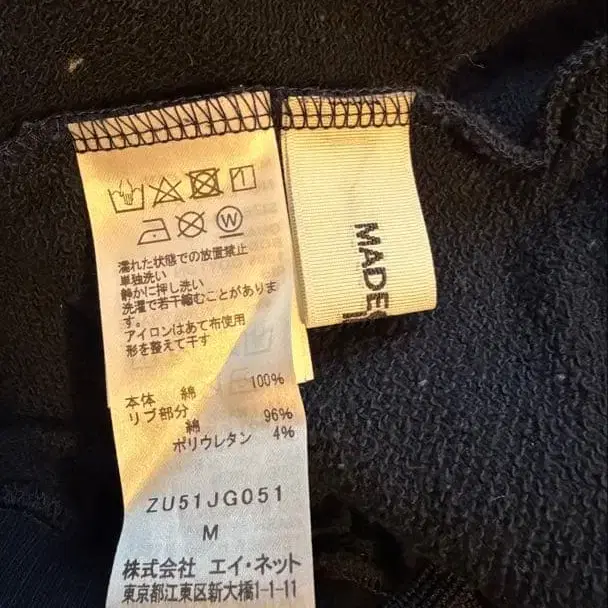 W
濡れた状態での放置禁止
単独洗い
静かに押し洗い
洗濯で若干縮むことがありま
す。
アイロンはあて布使用
形を整えて干す
本体 綿 100%
リブ部分
綿 96%
ポリウレタン 4%
ZU51JG051
M
株式会社 エイ・ネット
東京都江東区新大橋1-1-11
MADE